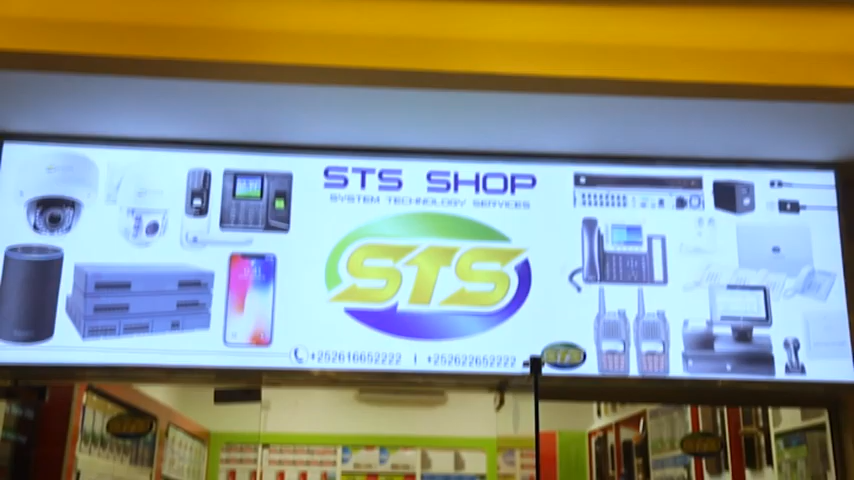 STS SHOP
SYSTEM TECHNOLOGY SERVICES
STS
+252616652222 | +252622652222
STS